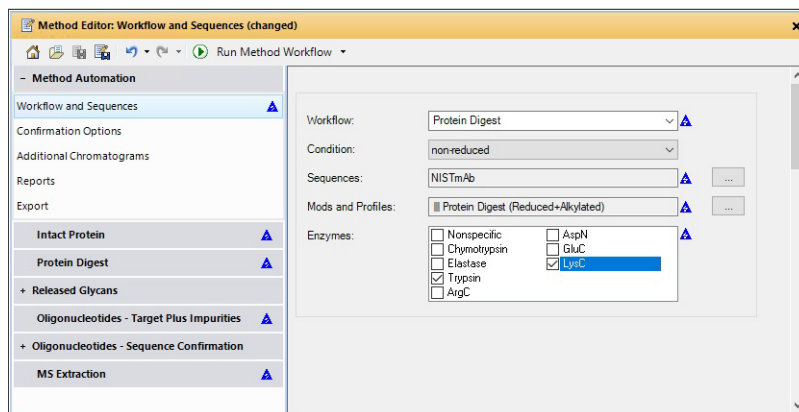 Method Editor: Workflow and Sequences (changed)
Run Method Workflow
− Method Automation
Workflow and Sequences
Confirmation Options
Additional Chromatograms
Reports
Export
Intact Protein
Protein Digest
+ Released Glycans
Oligonucleotides - Target Plus Impurities
+ Oligonucleotides - Sequence Confirmation
MS Extraction
Workflow: Protein Digest
Condition: non-reduced
Sequences: NISTmAb ...
Mods and Profiles: Protein Digest (Reduced+Alkylated) ...
Enzymes: Nonspecific AspN
Chymotrypsin GluC
Elastase LysC
Trypsin
ArgC